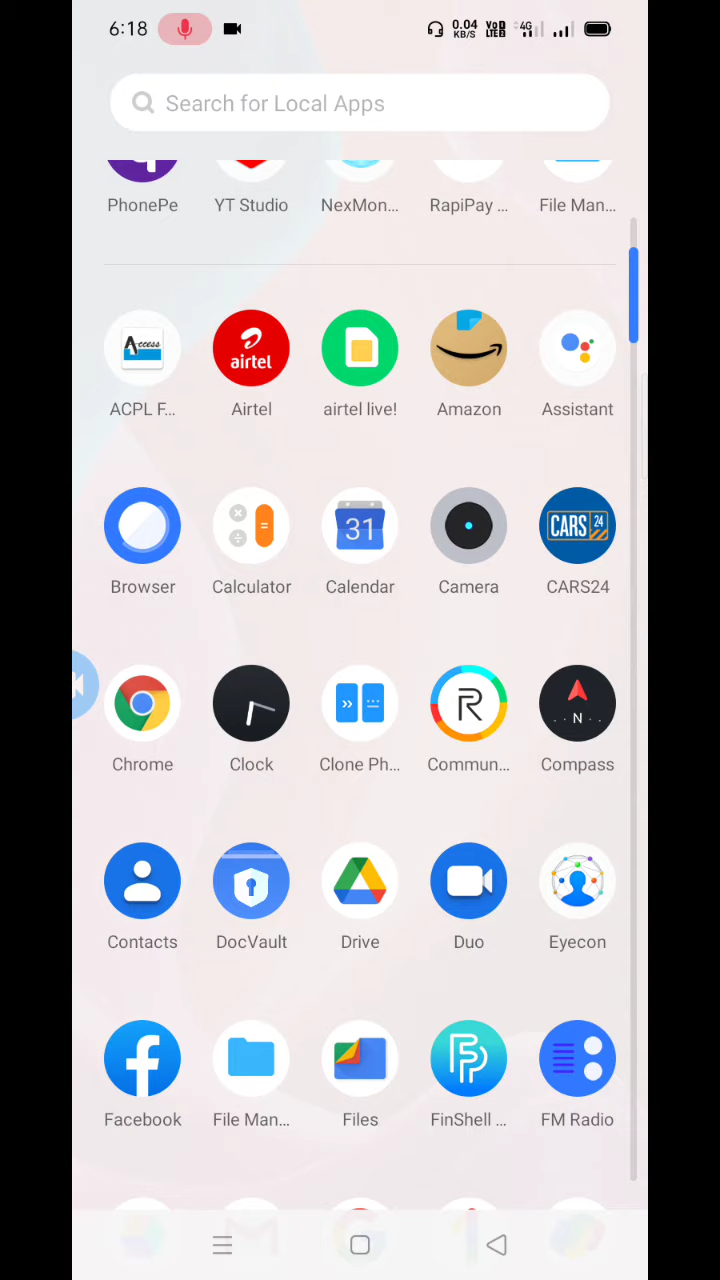 6:18 0.04 KB/S VoD LTE 4G
Search for Local Apps
PhonePe YT Studio NexMon... RapiPay ... File Man...
Access airtel
ACPL F... Airtel airtel live! Amazon Assistant
31 CARS 24
Browser Calculator Calendar Camera CARS24
R N
Chrome Clock Clone Ph... Commun... Compass
Contacts DocVault Drive Duo Eyecon
Facebook File Man... Files FinShell ... FM Radio